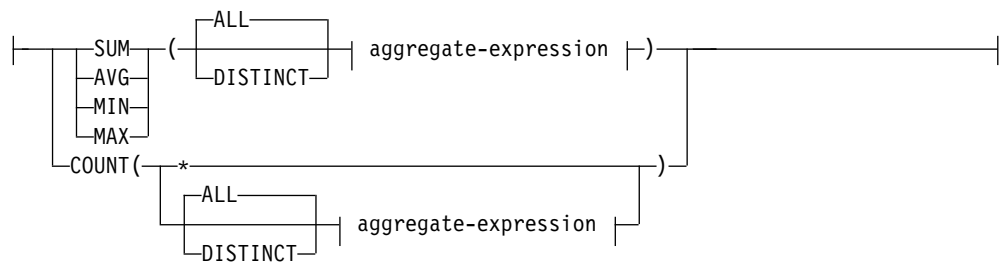 ALL
SUM ( aggregate-expression )
AVG DISTINCT
MIN
MAX
COUNT( * )
ALL
aggregate-expression
DISTINCT